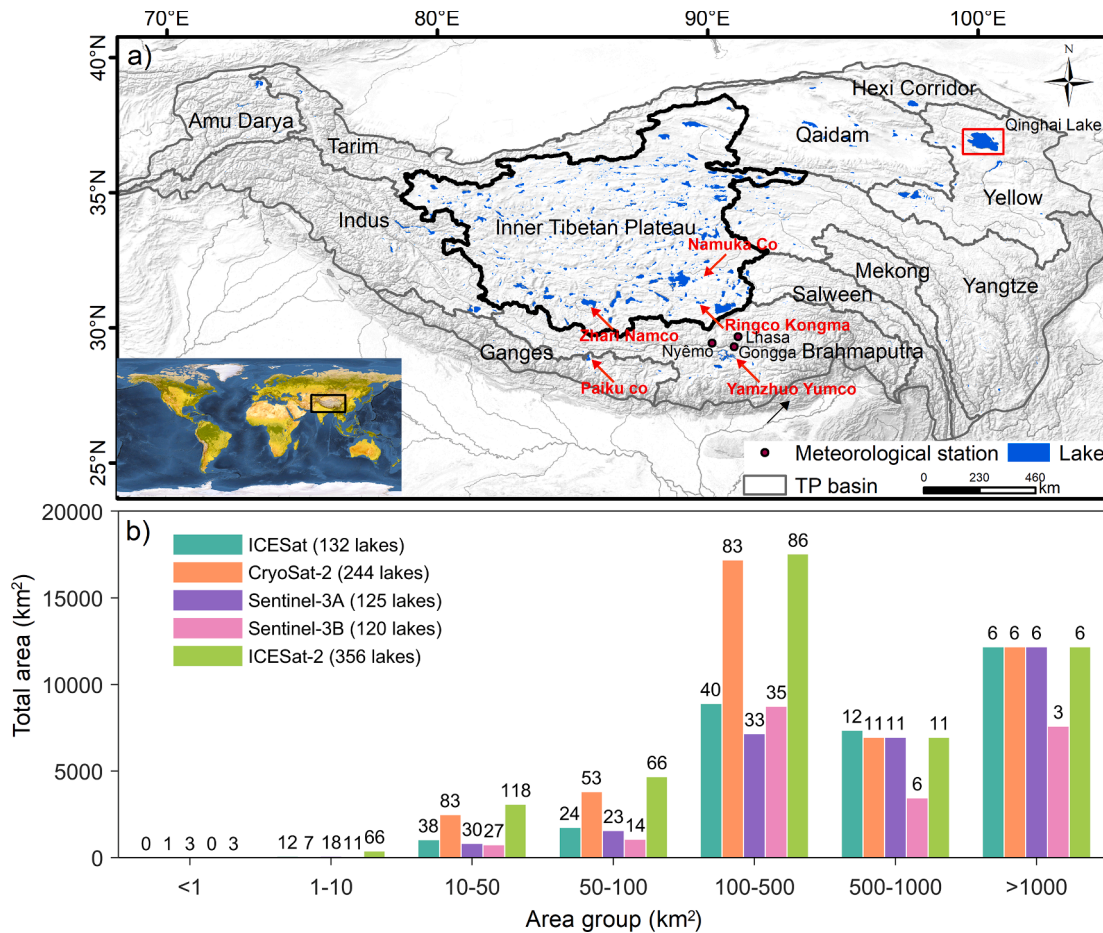 70°E 80°E 90°E 100°E
a)
N
40°N
35°N
30°N
25°N
Hexi Corridor
Amu Darya
Qaidam
Qinghai Lake
Tarim
Yellow
Indus
Inner Tibetan Plateau
Namuka Co
Mekong
Yangtze
Salween
Zhari Namco
Ringco Kongma
Lhasa
Nyêmo
Gongga
Brahmaputra
Ganges
Paiku co
Yamzhuo Yumco
Meteorological station
Lake
TP basin
0 230 460
km
b)
20000
15000
10000
5000
0
Total area (km²)
ICESat (132 lakes)
CryoSat-2 (244 lakes)
Sentinel-3A (125 lakes)
Sentinel-3B (120 lakes)
ICESat-2 (356 lakes)
0 1 3 0 3
12 7 18 11 66
38 83 30 27 118
24 53 23 14 66
40 83 33 35 86
12 11 11 6 11
6 6 6 3 6
<1 1-10 10-50 50-100 100-500 500-1000 >1000
Area group (km²)